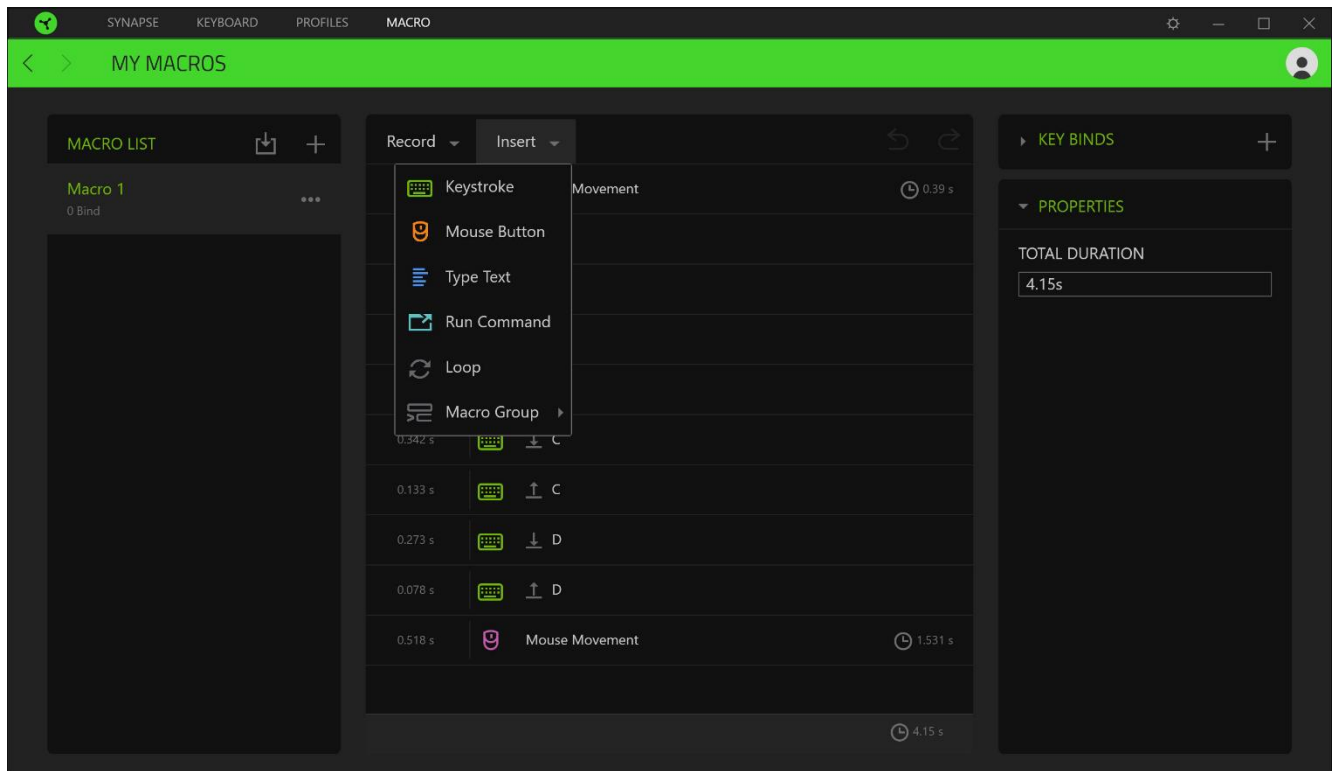 SYNAPSE KEYBOARD PROFILES MACRO
MY MACROS
MACRO LIST
Macro 1
0 Bind
Record Insert
Keystroke
Mouse Button
Type Text
Run Command
Loop
Macro Group
Movement 0.39 s
0.342 s C
0.133 s C
0.273 s D
0.078 s D
0.518 s Mouse Movement 1.531 s
4.15 s
KEY BINDS
PROPERTIES
TOTAL DURATION
4.15s